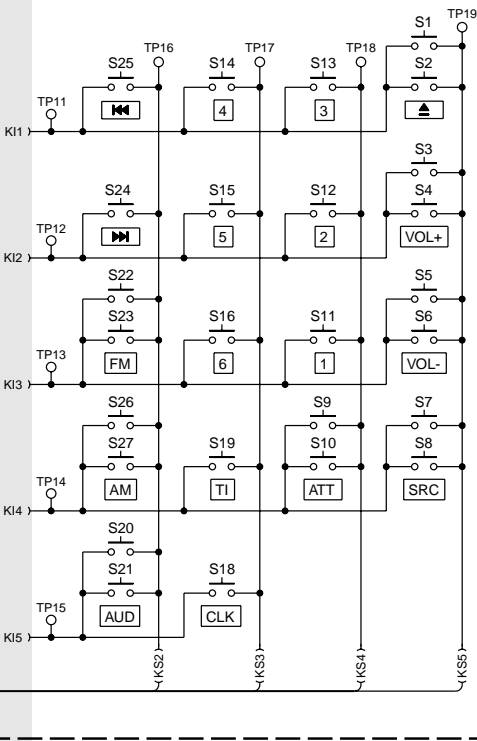 S1 TP19
TP16 TP17 TP18
S25 S14 S13 S2
4 3
TP11
KI1
S3
S24 S15 S12 S4
5 2 VOL+
TP12
KI2
S22 S5
S23 S16 S11 S6
FM 6 1 VOL-
TP13
KI3
S26 S9 S7
S27 S19 S10 S8
AM TI ATT SRC
TP14
KI4
S20
S21 S18
AUD CLK
TP15
KI5
KS2 KS3 KS4 KS5